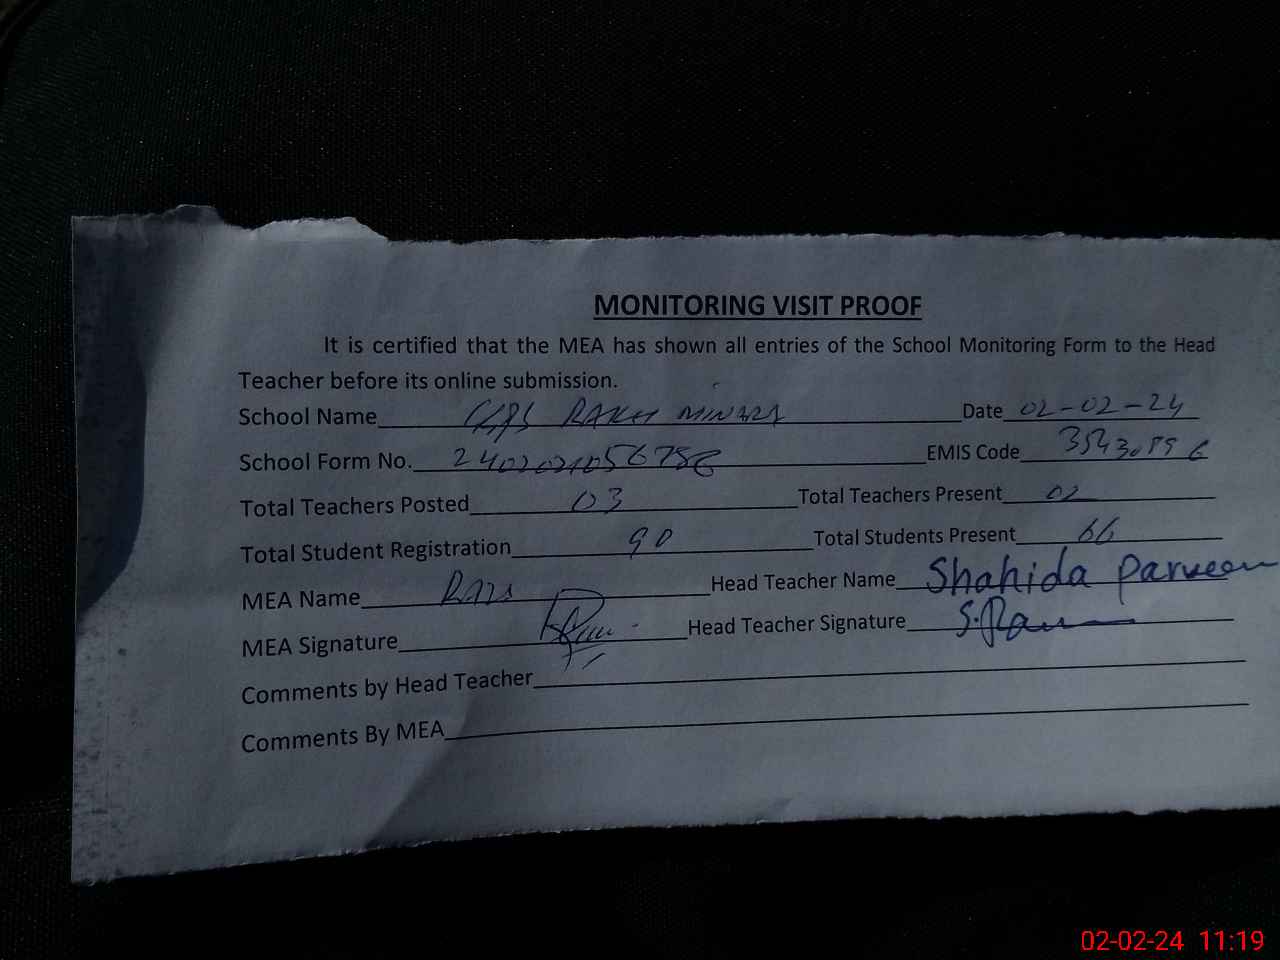 MONITORING VISIT PROOF
It is certified that the MEA has shown all entries of the School Monitoring Form to the Head
Teacher before its online submission.
School Name RAKH Date 02-02-24
School Form No. EMIS Code
Total Teachers Posted 03 Total Teachers Present 02
Total Student Registration 90 Total Students Present 66
MEA Name Head Teacher Name Shahida Parveen
MEA Signature Head Teacher Signature
Comments by Head Teacher
Comments By MEA
02-02-24 11:19